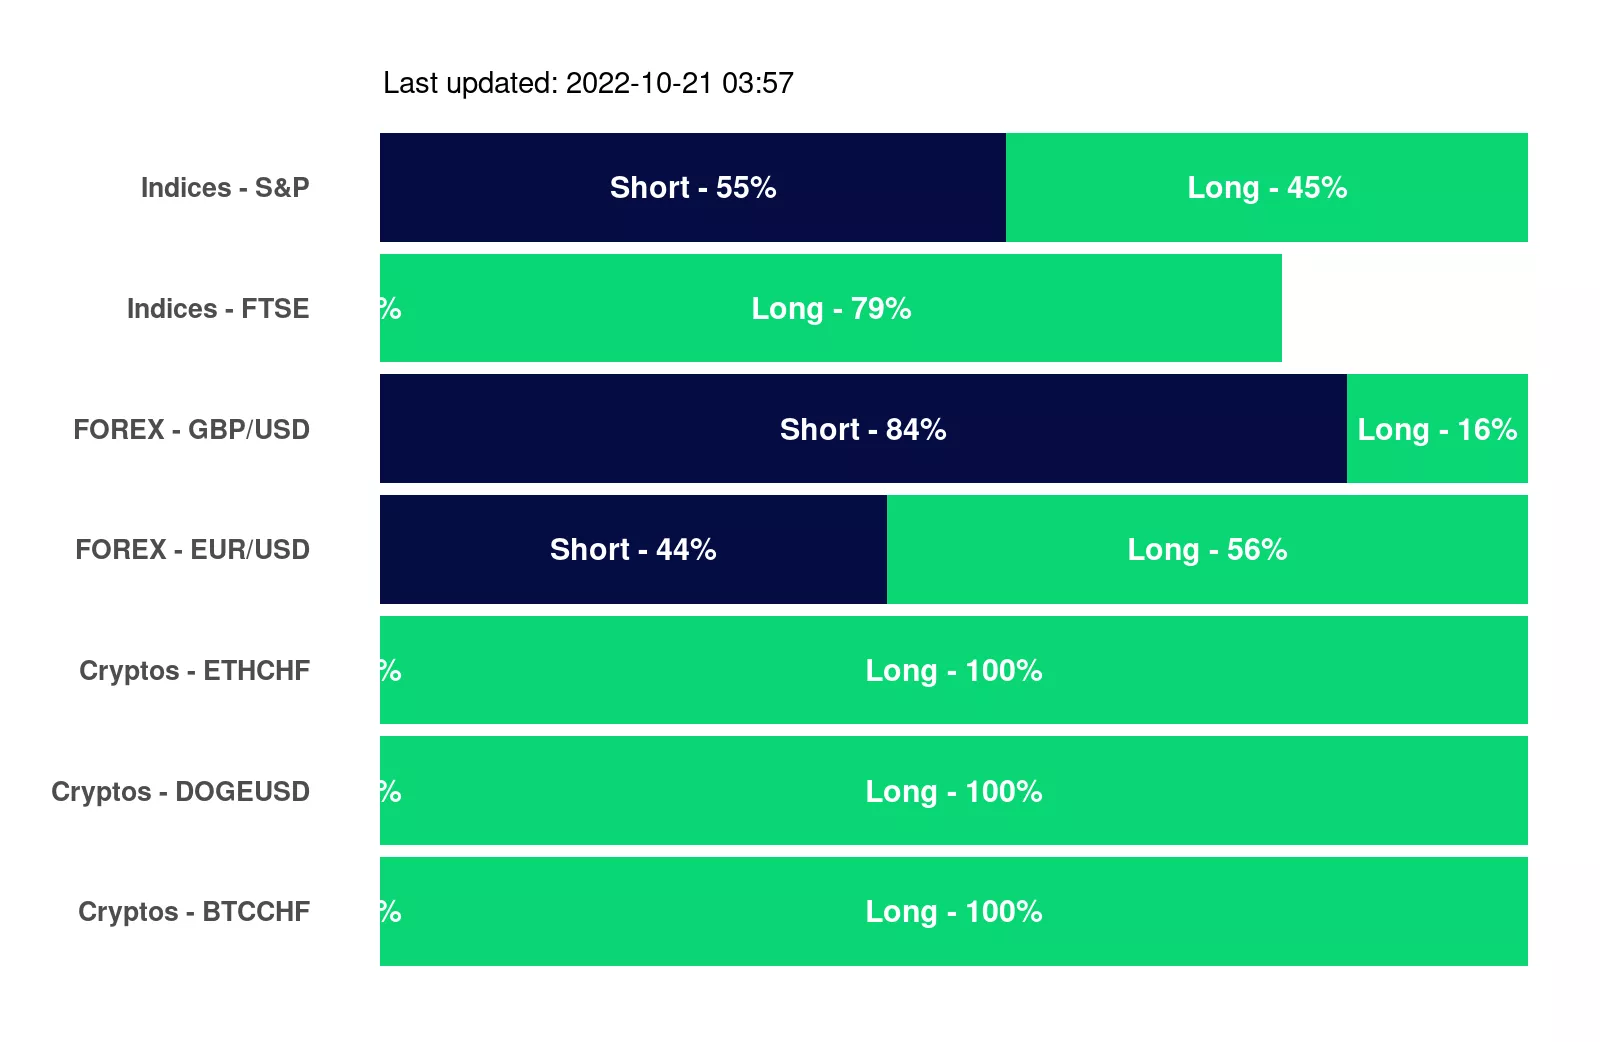 Last updated: 2022-10-21 03:57
Indices - S&P Short - 55% Long - 45%
Indices - FTSE % Long - 79%
FOREX - GBP/USD Short - 84% Long - 16%
FOREX - EUR/USD Short - 44% Long - 56%
Cryptos - ETHCHF % Long - 100%
Cryptos - DOGEUSD % Long - 100%
Cryptos - BTCCHF % Long - 100%